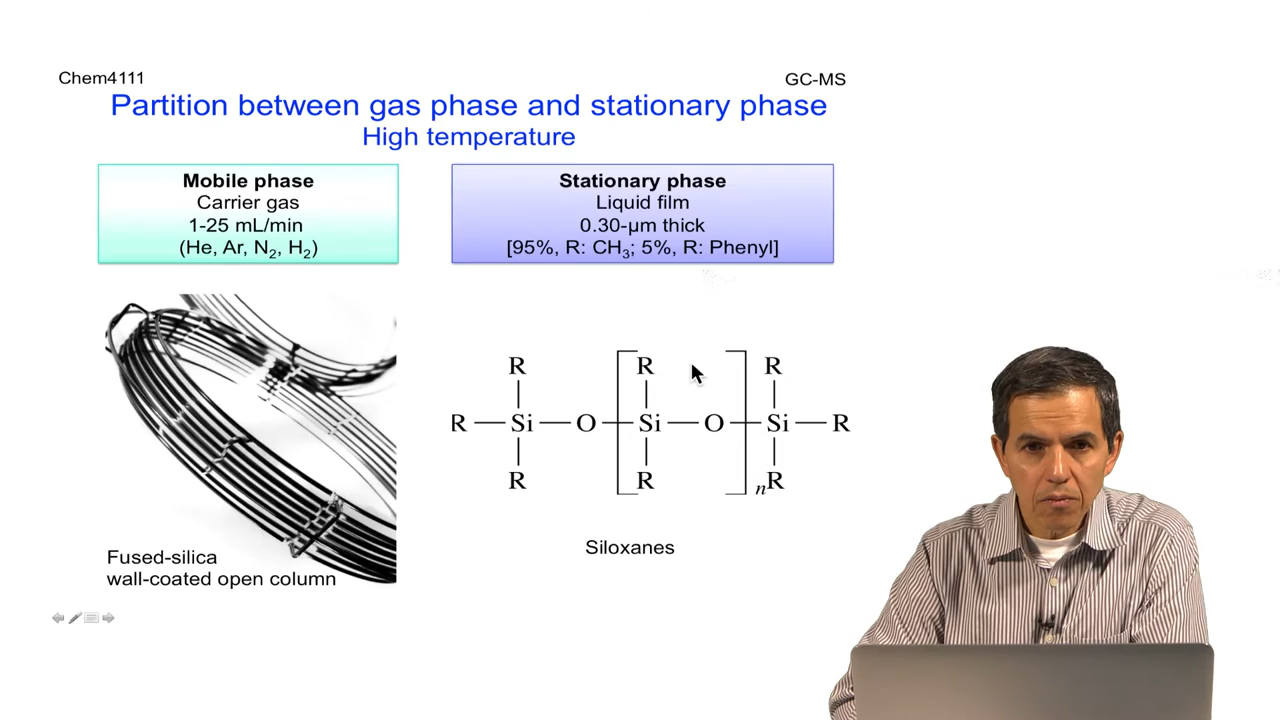 Chem4111
GC-MS
Partition between gas phase and stationary phase
High temperature
Mobile phase
Carrier gas
1-25 mL/min
(He, Ar, N₂, H₂)
Stationary phase
Liquid film
0.30-µm thick
[95%, R: CH₃; 5%, R: Phenyl]
R R R
R — Si — O — [ Si — O ] — Si — R
R R n R
Siloxanes
Fused-silica
wall-coated open column